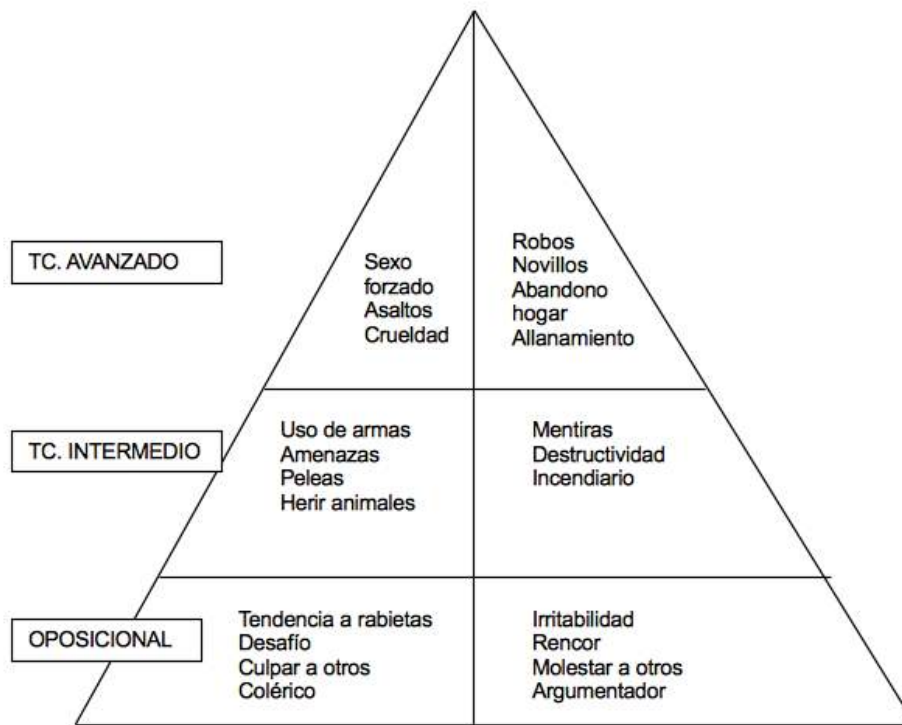 TC. AVANZADO
Sexo
forzado
Asaltos
Crueldad
Robos
Novillos
Abandono
hogar
Allanamiento
TC. INTERMEDIO
Uso de armas
Amenazas
Peleas
Herir animales
Mentiras
Destructividad
Incendiario
OPOSICIONAL
Tendencia a rabietas
Desafío
Culpar a otros
Colérico
Irritabilidad
Rencor
Molestar a otros
Argumentador